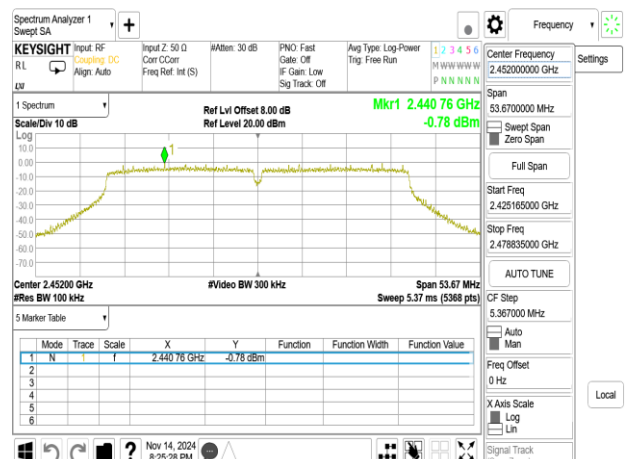 Spectrum Analyzer 1
Swept SA
Frequency
KEYSIGHT
RL
Input: RF
Coupling: DC
Align: Auto
Input Z: 50 Ω
Corr CCorr
Freq Ref: Int (S)
#Atten: 30 dB
PNO: Fast
Gate: Off
IF Gain: Low
Sig Track: Off
Avg Type: Log-Power
Trig: Free Run
1 2 3 4 5 6
M W W W W W
P N N N N N
1 Spectrum
Scale/Div 10 dB
Ref Lvl Offset 8.00 dB
Ref Level 20.00 dBm
Mkr1 2.440 76 GHz
-0.78 dBm
Log
10.0
0.00
-10.0
-20.0
-30.0
-40.0
-50.0
-60.0
-70.0
1
Center 2.45200 GHz
#Res BW 100 kHz
#Video BW 300 kHz
Span 53.67 MHz
Sweep 5.37 ms (5368 pts)
5 Marker Table
Mode Trace Scale X Y Function Function Width Function Value
1 N 1 f 2.440 76 GHz -0.78 dBm
2
3
4
5
6
Nov 14, 2024
8:25:28 PM
Center Frequency
2.452000000 GHz
Settings
Span
53.6700000 MHz
Swept Span
Zero Span
Full Span
Start Freq
2.425165000 GHz
Stop Freq
2.478835000 GHz
AUTO TUNE
CF Step
5.367000 MHz
Auto
Man
Freq Offset
0 Hz
X Axis Scale
Log
Lin
Local
Signal Track